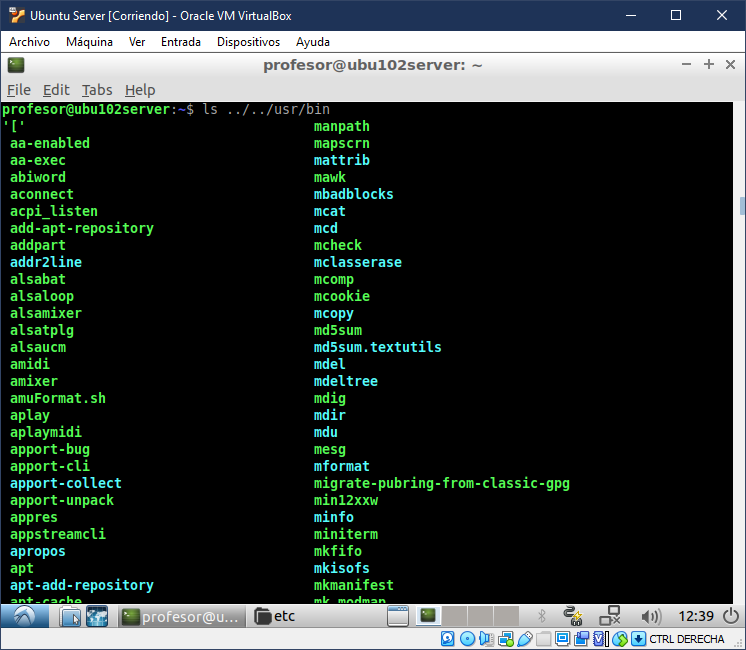 Ubuntu Server [Corriendo] - Oracle VM VirtualBox
Archivo Máquina Ver Entrada Dispositivos Ayuda
profesor@ubu102server: ~
File Edit Tabs Help
profesor@ubu102server:~$ ls ../../usr/bin
'[' manpath
aa-enabled mapscrn
aa-exec mattrib
abiword mawk
aconnect mbadblocks
acpi_listen mcat
add-apt-repository mcd
addpart mcheck
addr2line mclasserase
alsabat mcomp
alsaloop mcookie
alsamixer mcopy
alsatplg md5sum
alsaucm md5sum.textutils
amidi mdel
amixer mdeltree
amuFormat.sh mdig
aplay mdir
aplaymidi mdu
apport-bug mesg
apport-cli mformat
apport-collect migrate-pubring-from-classic-gpg
apport-unpack min12xxw
appres minfo
appstreamcli miniterm
apropos mkfifo
apt mkisofs
apt-add-repository mkmanifest
apt-cache mk_modmap
profesor@u... etc 12:39
CTRL DERECHA